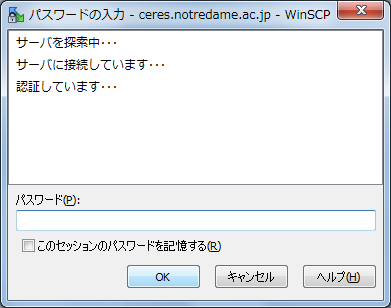 パスワードの入力 - ceres.notredame.ac.jp - WinSCP
サーバを探索中･･･
サーバに接続しています･･･
認証しています･･･
パスワード(P):
このセッションのパスワードを記憶する(R)
OK キャンセル ヘルプ(H)